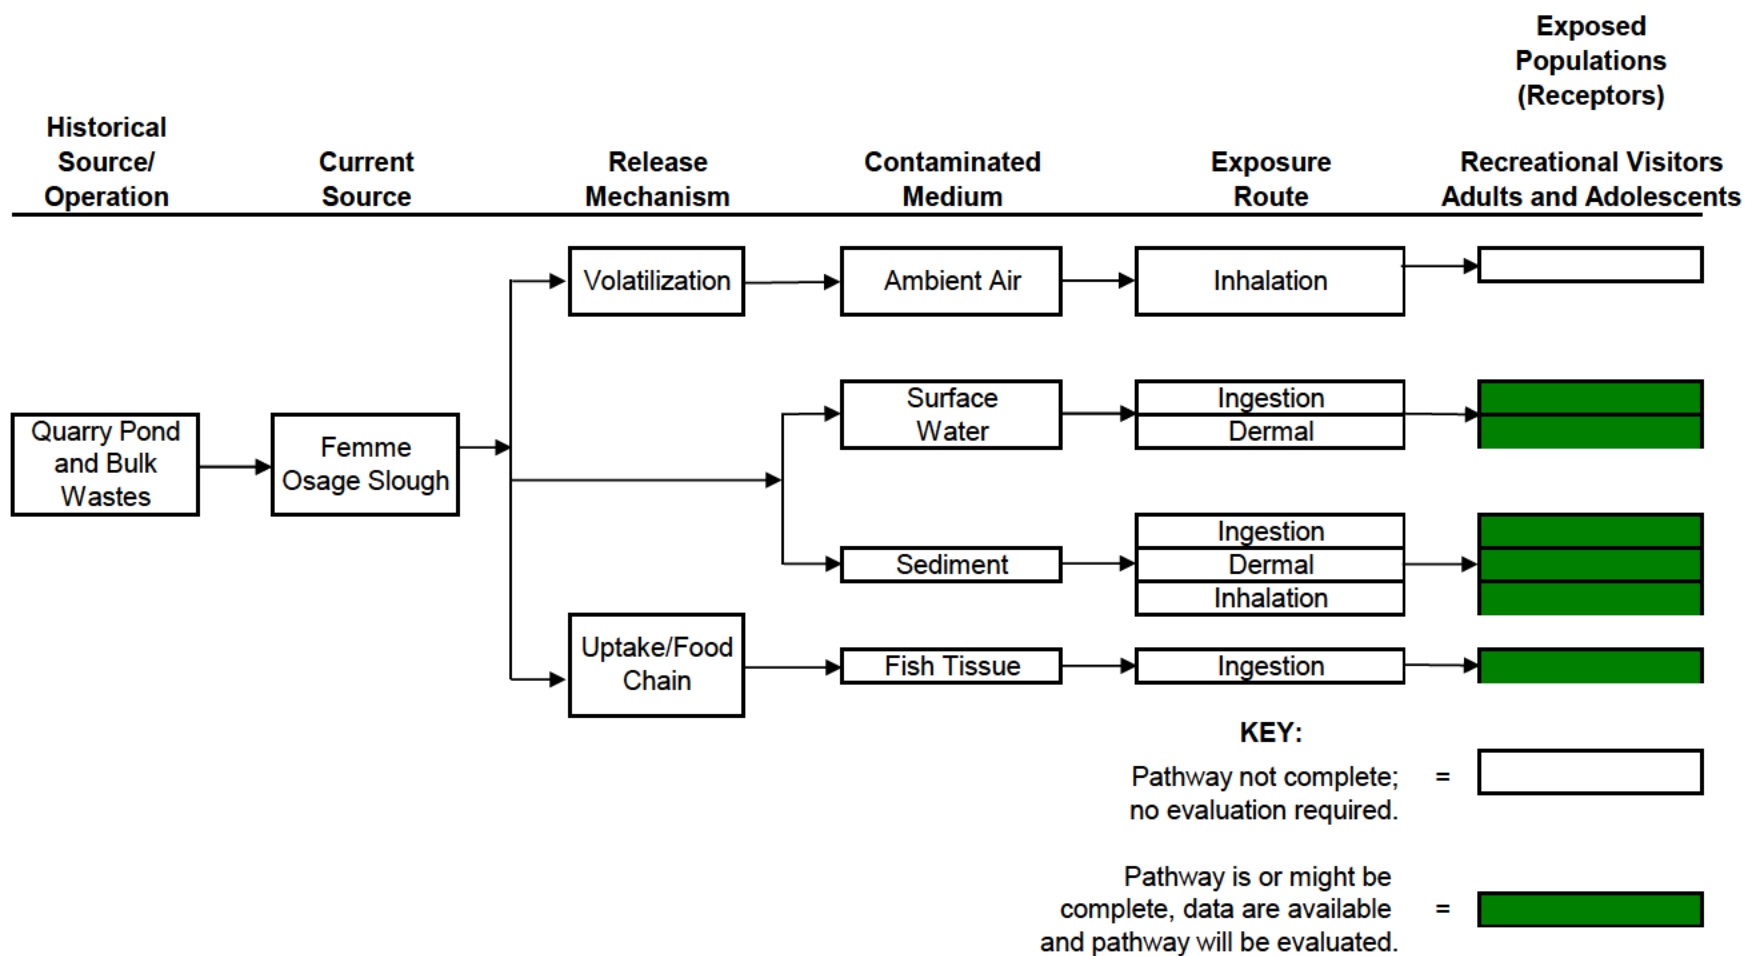 Exposed
Populations
(Receptors)
Historical
Source/
Operation
Current
Source
Release
Mechanism
Contaminated
Medium
Exposure
Route
Recreational Visitors
Adults and Adolescents
Volatilization
Ambient Air
Inhalation
Quarry Pond
and Bulk
Wastes
Femme
Osage Slough
Surface
Water
Ingestion
Dermal
Sediment
Ingestion
Dermal
Inhalation
Uptake/Food
Chain
Fish Tissue
Ingestion
KEY:
Pathway not complete; =
no evaluation required.
Pathway is or might be
complete, data are available =
and pathway will be evaluated.